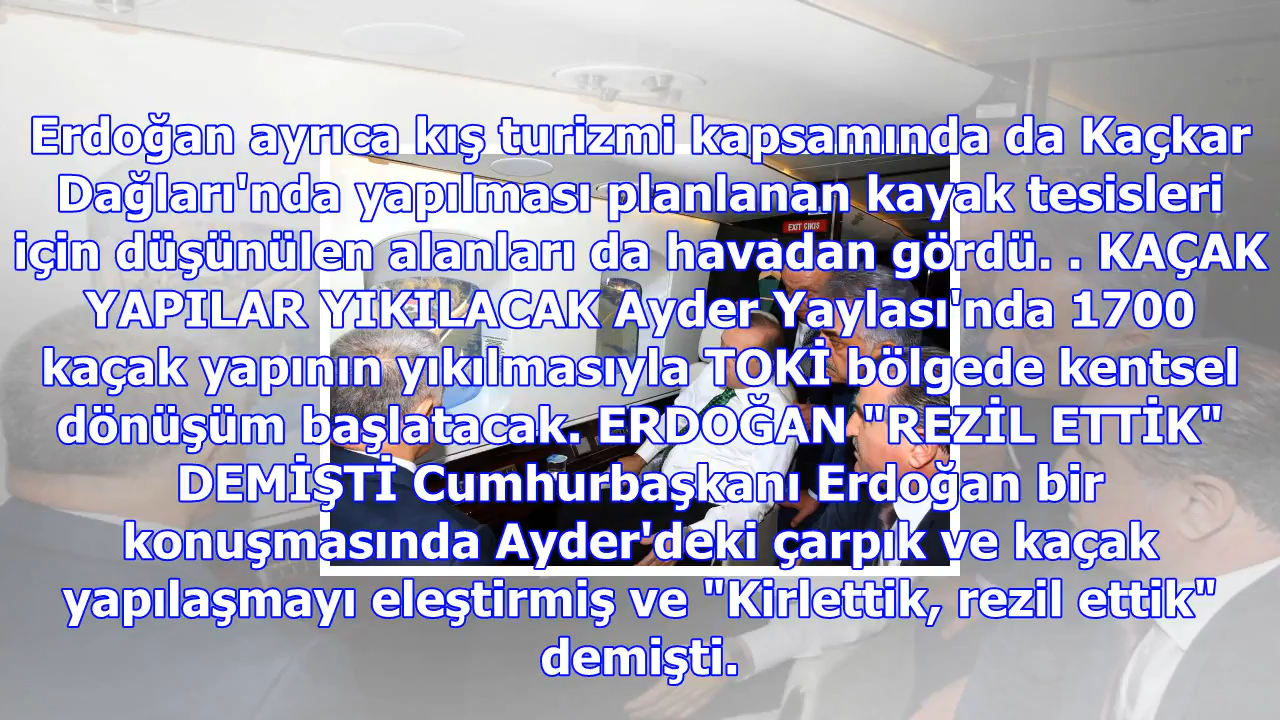 Erdoğan ayrıca kış turizmi kapsamında da Kaçkar
Dağları'nda yapılması planlanan kayak tesisleri
için düşünülen alanları da havadan gördü. . KAÇAK
YAPILAR YIKILACAK Ayder Yaylası'nda 1700
kaçak yapının yıkılmasıyla TOKİ bölgede kentsel
dönüşüm başlatacak. ERDOĞAN "REZİL ETTİK"
DEMİŞTİ Cumhurbaşkanı Erdoğan bir
konuşmasında Ayder'deki çarpık ve kaçak
yapılaşmayı eleştirmiş ve "Kirlettik, rezil ettik"
demişti.
EXIT ÇIKIŞ